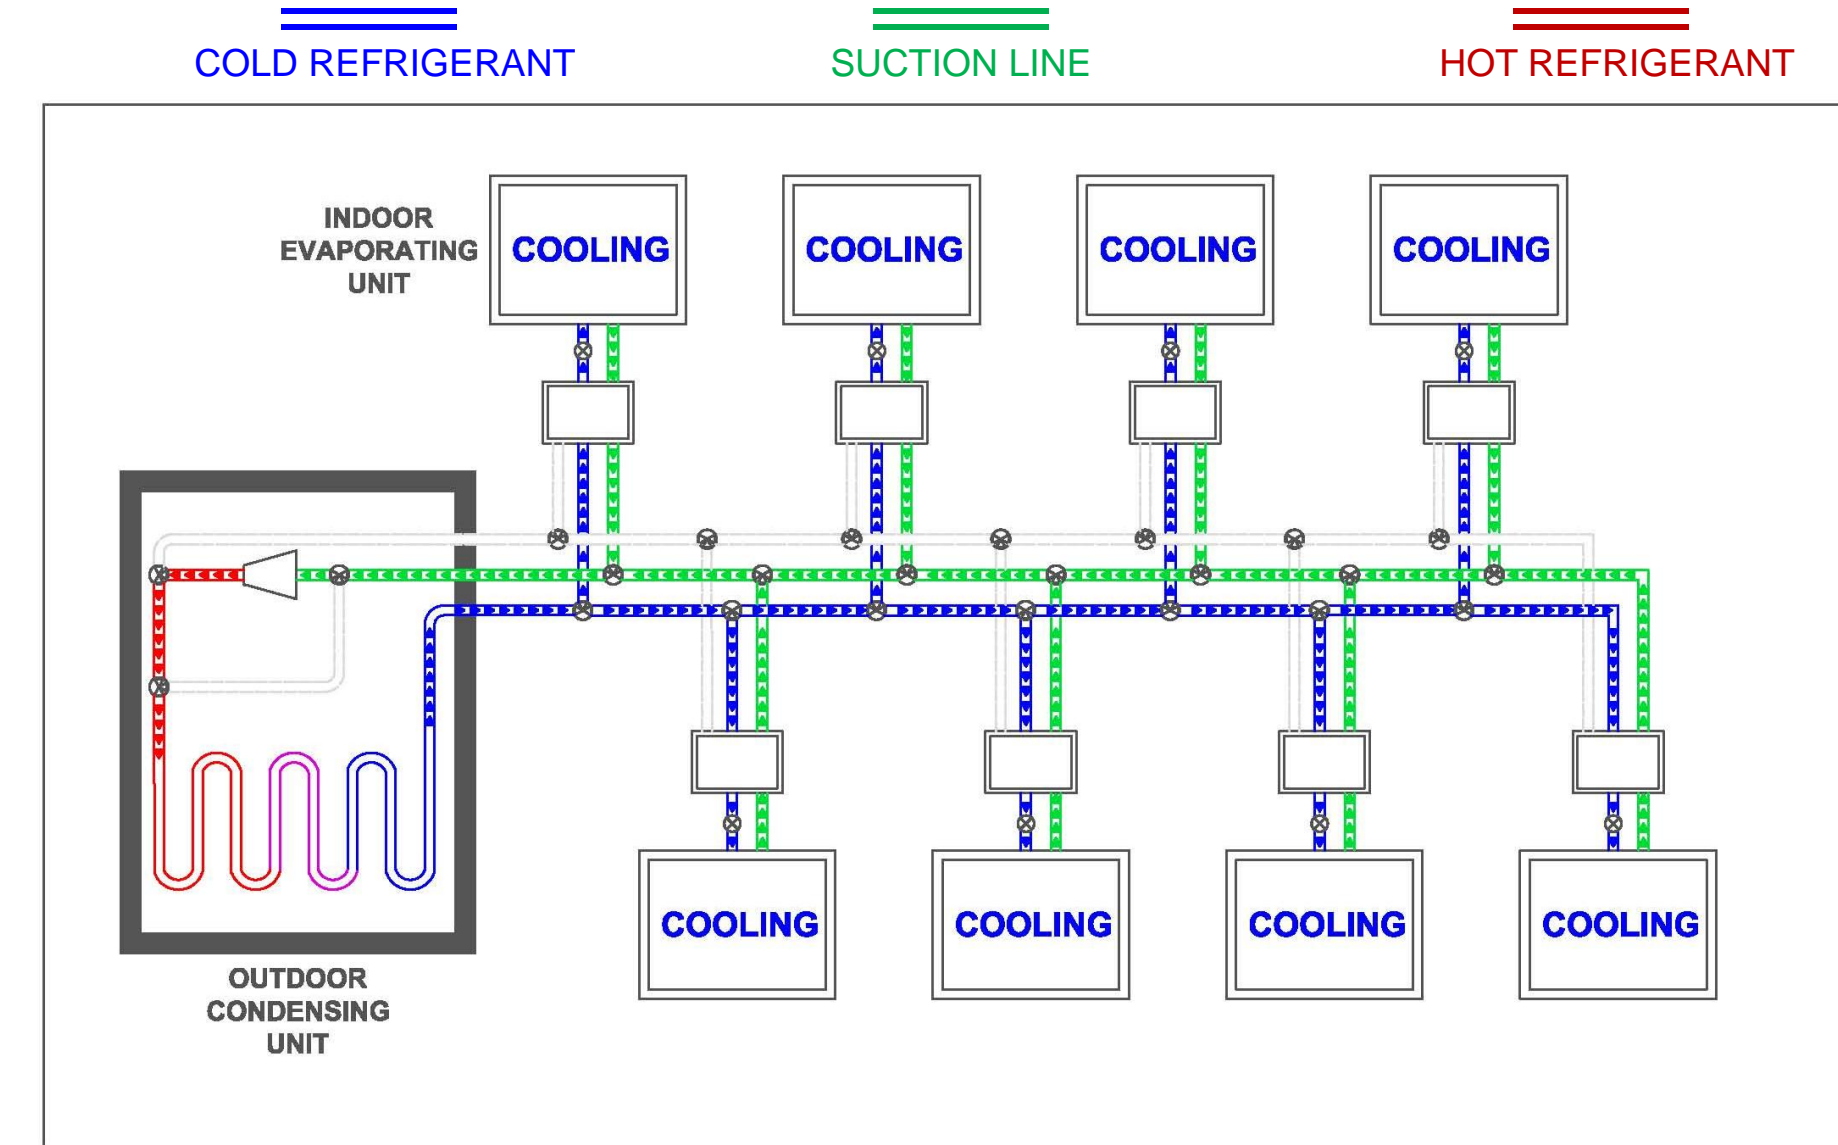 COLD REFRIGERANT
SUCTION LINE
HOT REFRIGERANT
INDOOR
EVAPORATING
UNIT
COOLING
COOLING
COOLING
COOLING
OUTDOOR
CONDENSING
UNIT
COOLING
COOLING
COOLING
COOLING